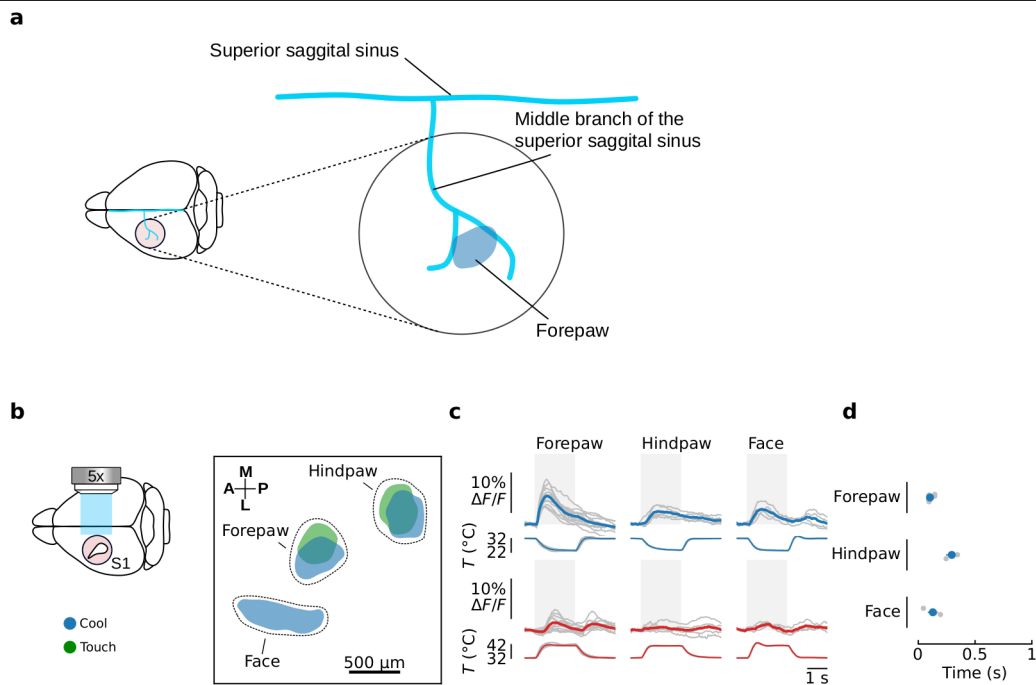 a
Superior saggital sinus
Middle branch of the
superior saggital sinus
Forepaw
b
5x
S1
Cool
Touch
M
A P
L
Hindpaw
Forepaw
Face
500 µm
c
Forepaw Hindpaw Face
10%
ΔF/F
T (°C)
32
22
10%
ΔF/F
T (°C)
42
32
1 s
d
Forepaw
Hindpaw
Face
0 0.5 1
Time (s)